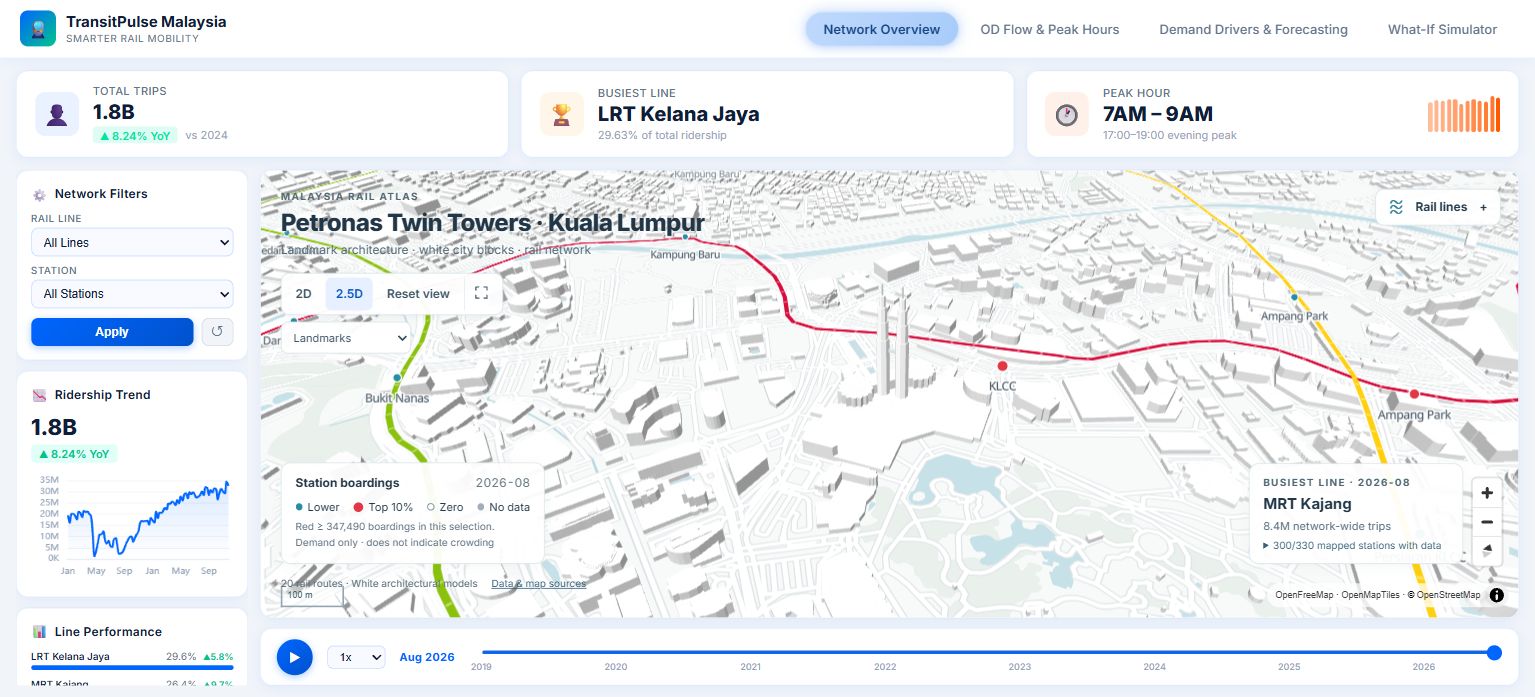 TransitPulse Malaysia
SMARTER RAIL MOBILITY
Network Overview
OD Flow & Peak Hours
Demand Drivers & Forecasting
What-If Simulator
TOTAL TRIPS
1.8B
▲ 8.24% YoY vs 2024
BUSIEST LINE
LRT Kelana Jaya
29.63% of total ridership
PEAK HOUR
7AM – 9AM
17:00–19:00 evening peak
Network Filters
RAIL LINE
All Lines
STATION
All Stations
Apply
Ridership Trend
1.8B
▲ 8.24% YoY
35M
30M
25M
20M
15M
10M
5M
0K
Jan May Sep Jan May Sep
Line Performance
LRT Kelana Jaya 29.6% ▲5.8%
MRT Kajang 26.4% ▲9.7%
MALAYSIA RAIL ATLAS
Petronas Twin Towers · Kuala Lumpur
Landmark architecture · white city blocks · rail network
2D
2.5D
Reset view
Landmarks
Rail lines +
Kampung Baru
Kampung Baru
Ampang Park
Bukit Nanas
KLCC
Ampang Park
Station boardings 2026-08
Lower Top 10% Zero No data
Red ≥ 347,490 boardings in this selection.
Demand only · does not indicate crowding
20 rail routes · White architectural models Data & map sources
100 m
BUSIEST LINE · 2026-08
MRT Kajang
8.4M network-wide trips
300/330 mapped stations with data
OpenFreeMap · OpenMapTiles · © OpenStreetMap
1x
Aug 2026
2019 2020 2021 2022 2023 2024 2025 2026